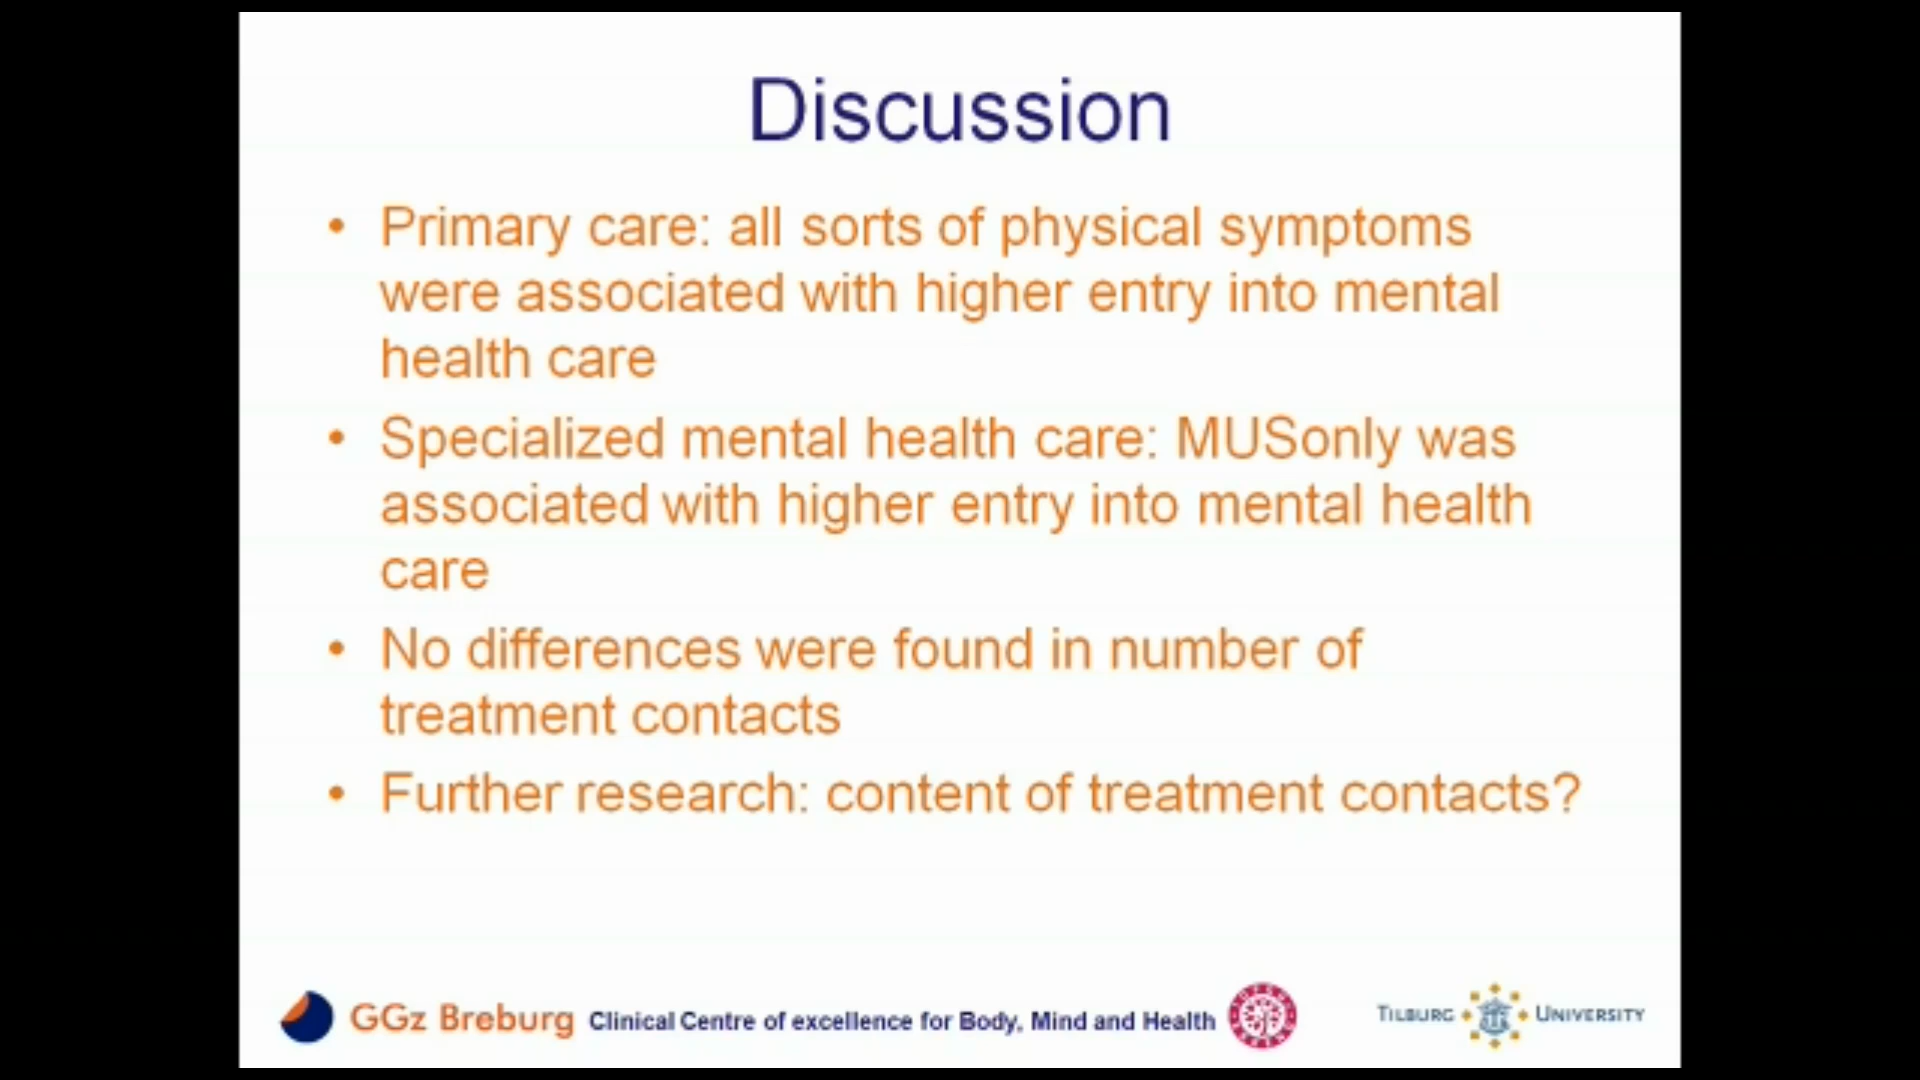 Discussion
• Primary care: all sorts of physical symptoms
were associated with higher entry into mental
health care
• Specialized mental health care: MUSonly was
associated with higher entry into mental health
care
• No differences were found in number of
treatment contacts
• Further research: content of treatment contacts?
GGz Breburg Clinical Centre of excellence for Body, Mind and Health
TILBURG UNIVERSITY